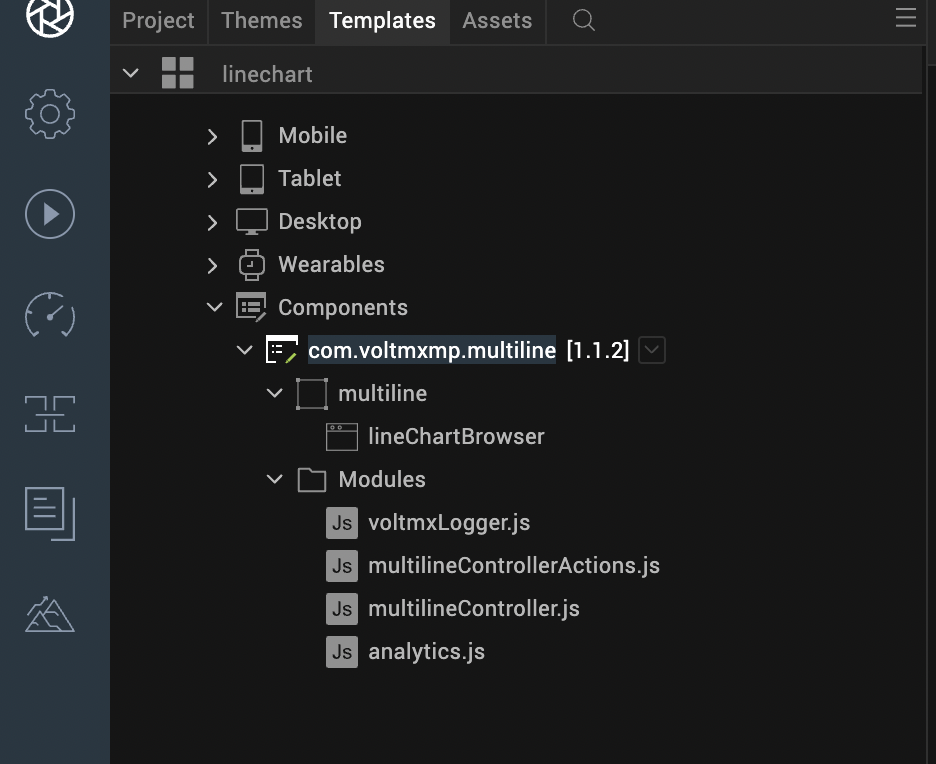 Project Themes Templates Assets
linechart
Mobile
Tablet
Desktop
Wearables
Components
com.voltmxmp.multiline [1.1.2]
multiline
lineChartBrowser
Modules
Js voltmxLogger.js
Js multilineControllerActions.js
Js multilineController.js
Js analytics.js